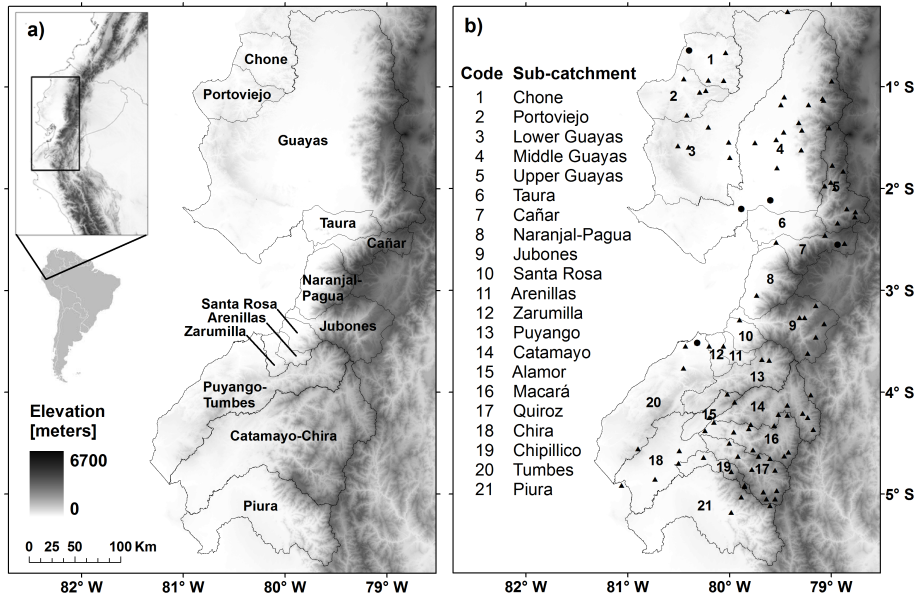 a)
Chone
Portoviejo
Guayas
Taura
Cañar
Naranjal-
Pagua
Santa Rosa
Arenillas
Zarumilla
Jubones
Puyango-
Tumbes
Catamayo-Chira
Piura
Elevation
[meters]
6700
0
0 25 50 100 Km
82° W 81° W 80° W 79° W
b)
Code Sub-catchment
1 Chone
2 Portoviejo
3 Lower Guayas
4 Middle Guayas
5 Upper Guayas
6 Taura
7 Cañar
8 Naranjal-Pagua
9 Jubones
10 Santa Rosa
11 Arenillas
12 Zarumilla
13 Puyango
14 Catamayo
15 Alamor
16 Macará
17 Quiroz
18 Chira
19 Chipillico
20 Tumbes
21 Piura
1
2
3
4
5
6
7
8
9
10
12
11
13
20
14
15
16
18
19
17
21
1° S
2° S
3° S
4° S
5° S
82° W 81° W 80° W 79° W